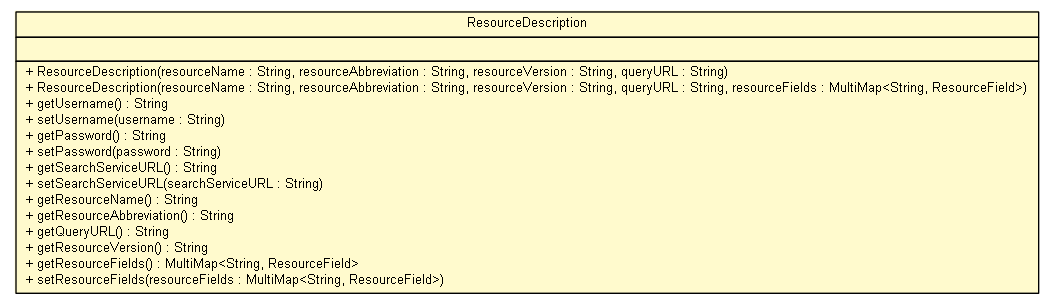 ResourceDescription
+ ResourceDescription(resourceName : String, resourceAbbreviation : String, resourceVersion : String, queryURL : String)
+ ResourceDescription(resourceName : String, resourceAbbreviation : String, resourceVersion : String, queryURL : String, resourceFields : MultiMap<String, ResourceField>)
+ getUsername() : String
+ setUsername(username : String)
+ getPassword() : String
+ setPassword(password : String)
+ getSearchServiceURL() : String
+ setSearchServiceURL(searchServiceURL : String)
+ getResourceName() : String
+ getResourceAbbreviation() : String
+ getQueryURL() : String
+ getResourceVersion() : String
+ getResourceFields() : MultiMap<String, ResourceField>
+ setResourceFields(resourceFields : MultiMap<String, ResourceField>)